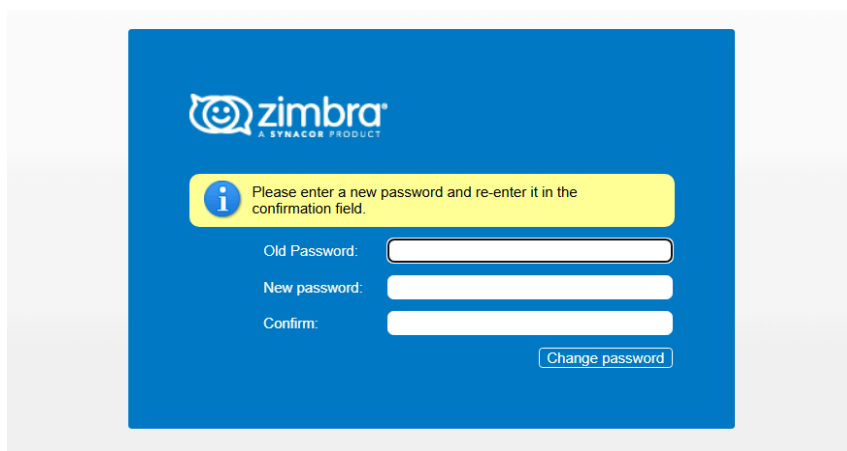 zimbra®
A SYNACOR PRODUCT
Please enter a new password and re-enter it in the
confirmation field.
Old Password:
New password:
Confirm:
Change password